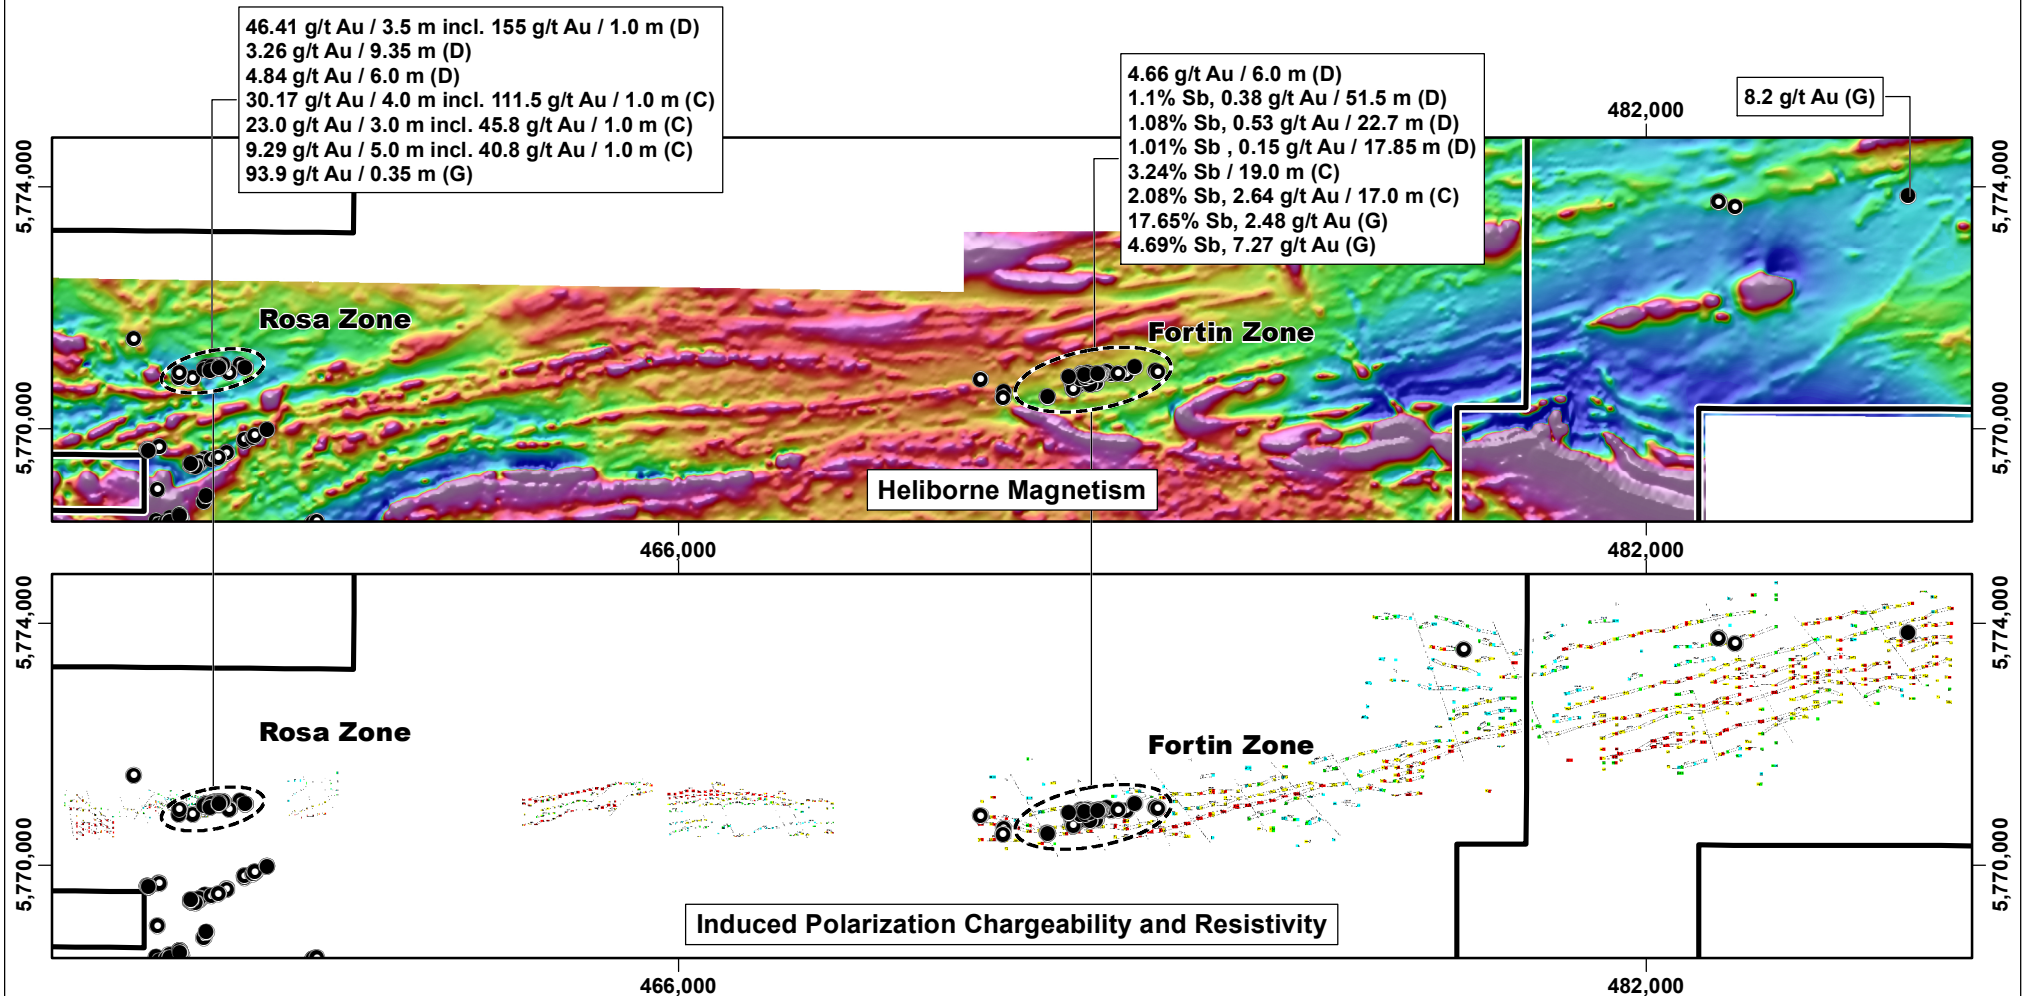 46.41 g/t Au / 3.5 m incl. 155 g/t Au / 1.0 m (D)
3.26 g/t Au / 9.35 m (D)
4.84 g/t Au / 6.0 m (D)
30.17 g/t Au / 4.0 m incl. 111.5 g/t Au / 1.0 m (C)
23.0 g/t Au / 3.0 m incl. 45.8 g/t Au / 1.0 m (C)
9.29 g/t Au / 5.0 m incl. 40.8 g/t Au / 1.0 m (C)
93.9 g/t Au / 0.35 m (G)
4.66 g/t Au / 6.0 m (D)
1.1% Sb, 0.38 g/t Au / 51.5 m (D)
1.08% Sb, 0.53 g/t Au / 22.7 m (D)
1.01% Sb , 0.15 g/t Au / 17.85 m (D)
3.24% Sb / 19.0 m (C)
2.08% Sb, 2.64 g/t Au / 17.0 m (C)
17.65% Sb, 2.48 g/t Au (G)
4.69% Sb, 7.27 g/t Au (G)
8.2 g/t Au (G)
482,000
5,774,000
5,774,000
Rosa Zone
Fortin Zone
5,770,000
5,770,000
Heliborne Magnetism
466,000
482,000
5,774,000
5,774,000
Rosa Zone
Fortin Zone
5,770,000
5,770,000
Induced Polarization Chargeability and Resistivity
466,000
482,000